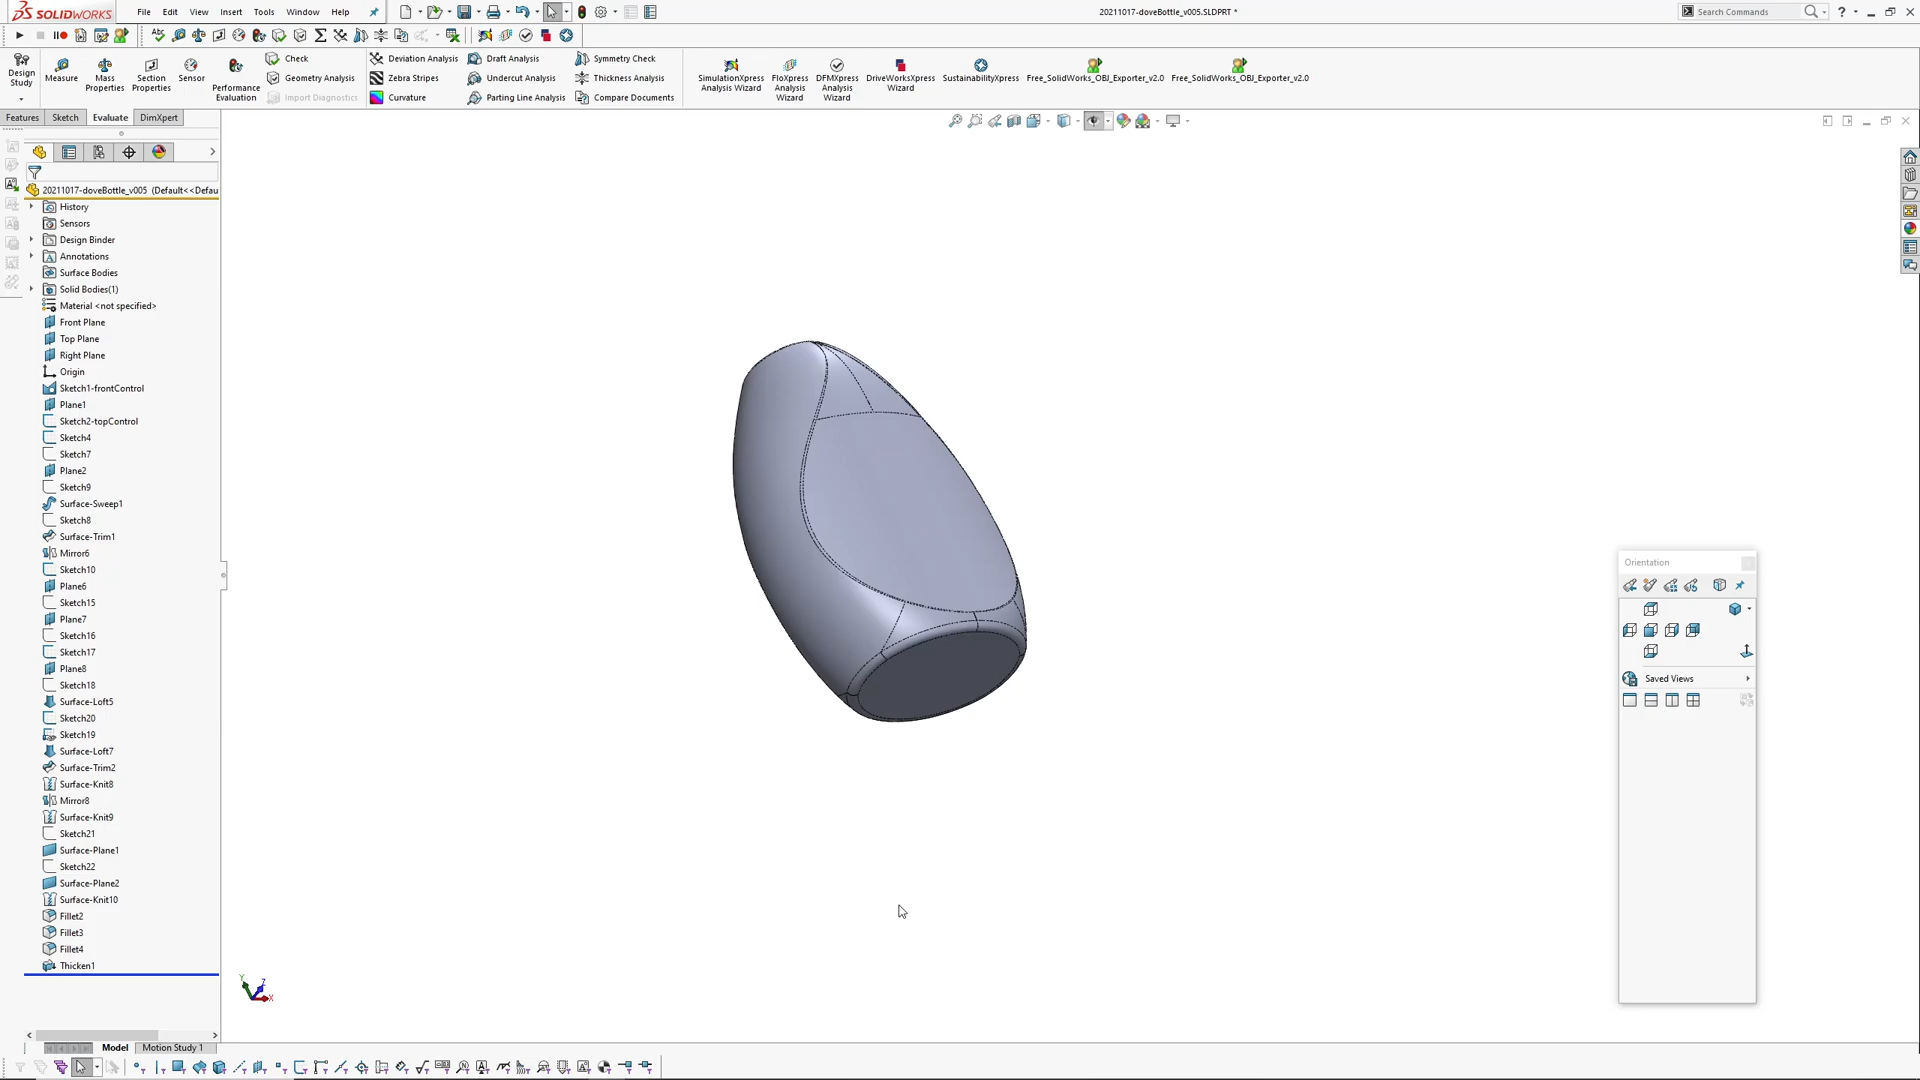 SOLIDWORKS
File Edit View Insert Tools Window Help
20211017-doveBottle_v005.SLDPRT *
Search Commands
Design Study
Measure
Mass Properties
Section Properties
Sensor
Performance Evaluation
Check
Geometry Analysis
Import Diagnostics
Deviation Analysis
Zebra Stripes
Curvature
Draft Analysis
Undercut Analysis
Parting Line Analysis
Symmetry Check
Thickness Analysis
Compare Documents
SimulationXpress Analysis Wizard
FloXpress Analysis Wizard
DFMXpress Analysis Wizard
DriveWorksXpress Wizard
SustainabilityXpress
Free_SolidWorks_OBJ_Exporter_v2.0
Free_SolidWorks_OBJ_Exporter_v2.0
Features Sketch Evaluate DimXpert
20211017-doveBottle_v005 (Default<<Defau
History
Sensors
Design Binder
Annotations
Surface Bodies
Solid Bodies(1)
Material <not specified>
Front Plane
Top Plane
Right Plane
Origin
Sketch1-frontControl
Plane1
Sketch2-topControl
Sketch4
Sketch7
Plane2
Sketch9
Surface-Sweep1
Sketch8
Surface-Trim1
Mirror6
Sketch10
Plane6
Sketch15
Plane7
Sketch16
Sketch17
Plane8
Sketch18
Surface-Loft5
Sketch20
Sketch19
Surface-Loft7
Surface-Trim2
Surface-Knit8
Mirror8
Surface-Knit9
Sketch21
Surface-Plane1
Sketch22
Surface-Plane2
Surface-Knit10
Fillet2
Fillet3
Fillet4
Thicken1
Orientation
Saved Views
Y
Z
X
Model Motion Study 1